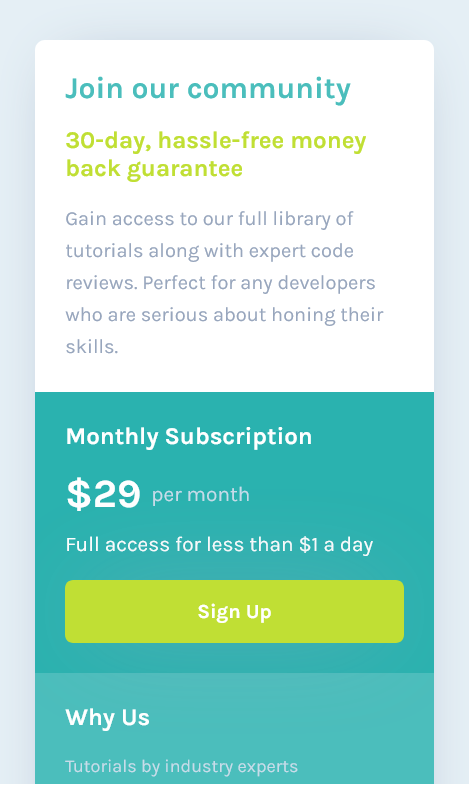 Join our community
30-day, hassle-free money
back guarantee
Gain access to our full library of
tutorials along with expert code
reviews. Perfect for any developers
who are serious about honing their
skills.
Monthly Subscription
$29 per month
Full access for less than $1 a day
Sign Up
Why Us
Tutorials by industry experts